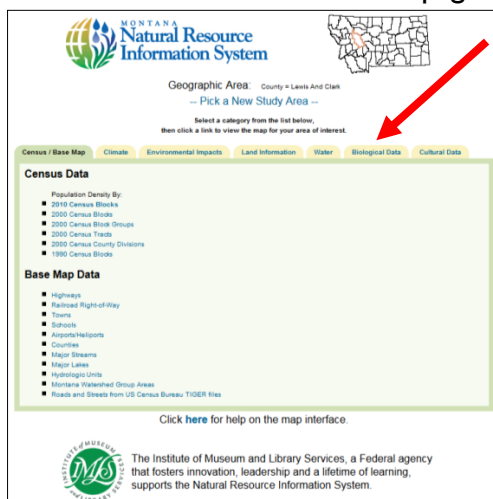 MONTANA
Natural Resource
Information System
Geographic Area: County = Lewis And Clark
-- Pick a New Study Area --
Select a category from the list below,
then click a link to view the map for your area of interest.
Census / Base Map Climate Environmental Impacts Land Information Water Biological Data Cultural Data
Census Data
Population Density By:
2010 Census Blocks
2000 Census Blocks
2000 Census Block Groups
2000 Census Tracts
2000 Census County Divisions
1990 Census Blocks
Base Map Data
Highways
Railroad Right-of-Way
Towns
Schools
Airports/Heliports
Counties
Major Streams
Major Lakes
Hydrologic Units
Montana Watershed Group Areas
Roads and Streets from US Census Bureau TIGER files
Click here for help on the map interface.
The Institute of Museum and Library Services, a Federal agency
that fosters innovation, leadership and a lifetime of learning,
supports the Natural Resource Information System.